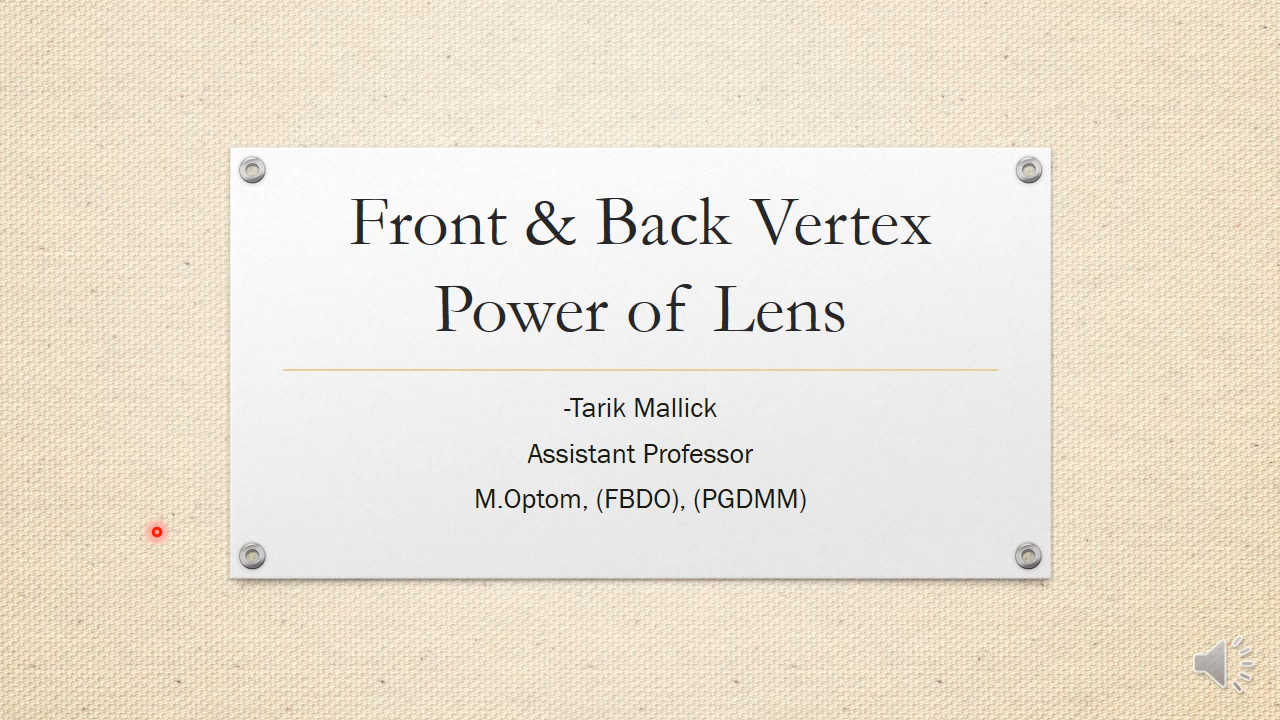 Front & Back Vertex
Power of Lens
-Tarik Mallick
Assistant Professor
M.Optom, (FBDO), (PGDMM)